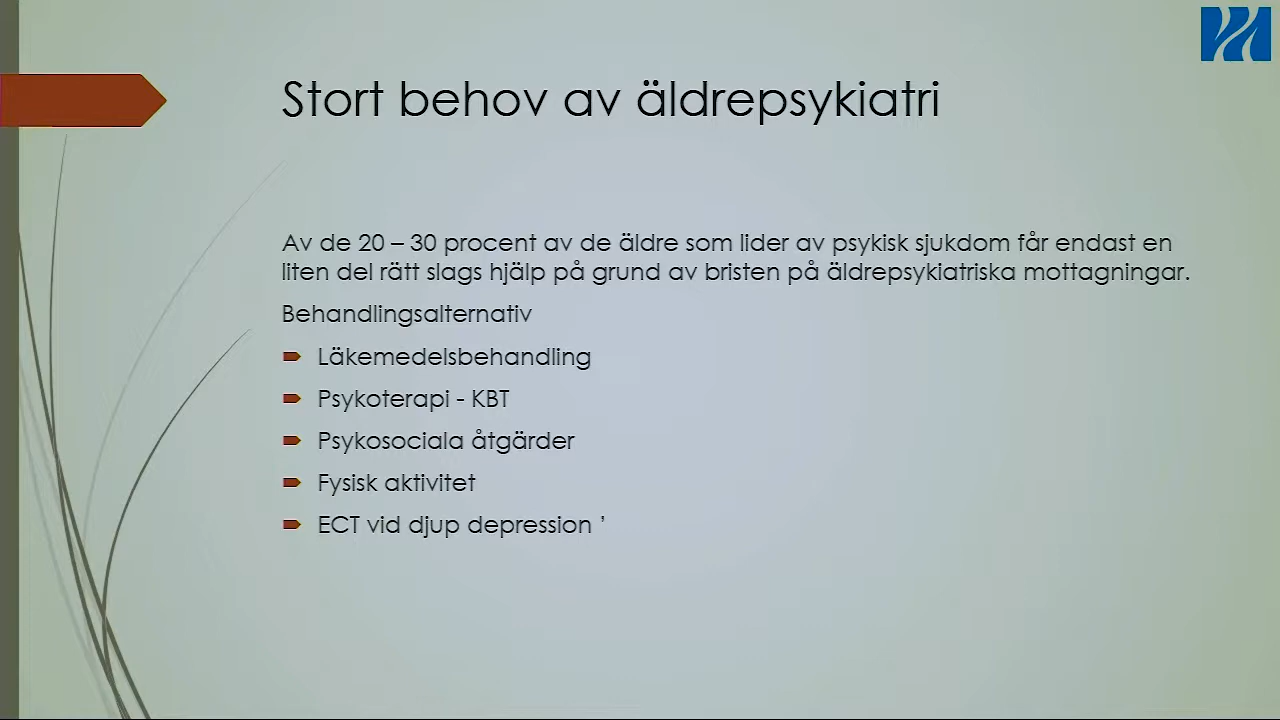 Stort behov av äldrepsykiatri
Av de 20 – 30 procent av de äldre som lider av psykisk sjukdom får endast en
liten del rätt slags hjälp på grund av bristen på äldrepsykiatriska mottagningar.
Behandlingsalternativ
Läkemedelsbehandling
Psykoterapi - KBT
Psykosociala åtgärder
Fysisk aktivitet
ECT vid djup depression ’